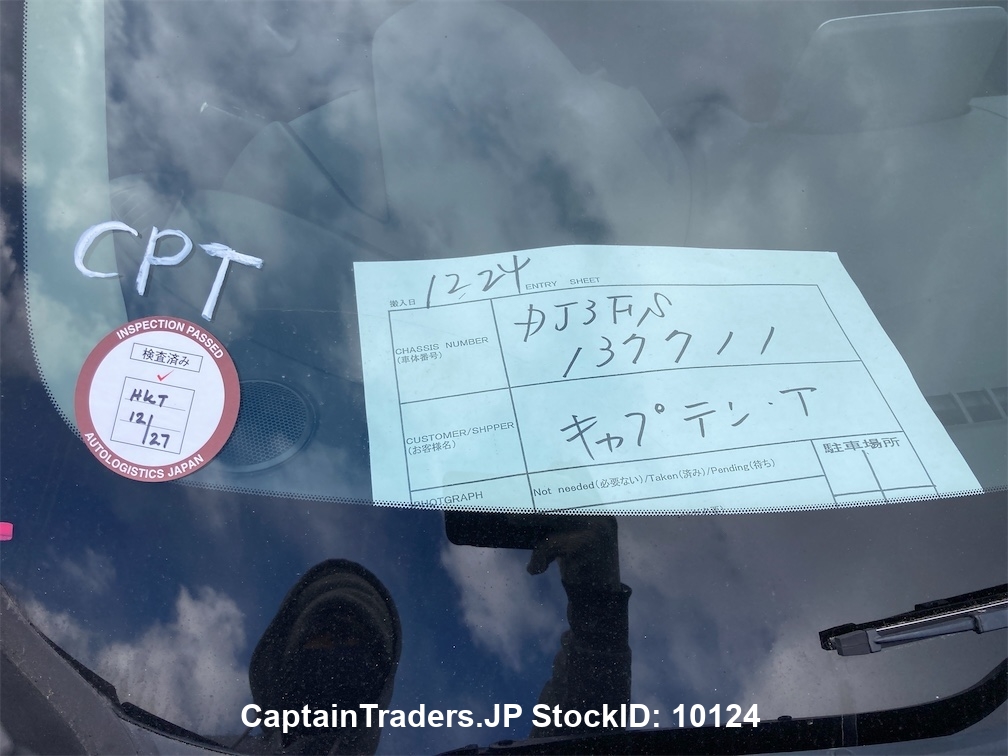 CPT
INSPECTION PASSED
検査済み
HKT
12/27
AUTOLOGISTICS JAPAN
搬入日 12.24 ENTRY SHEET
CHASSIS NUMBER
(車体番号)
DJ3FS
137711
CUSTOMER/SHPPER
(お客様名)
キャプテン.T
駐車場所
PHOTGRAPH
Not needed(必要ない)/Taken(済み)/Pending(待ち)
CaptainTraders.JP StockID: 10124